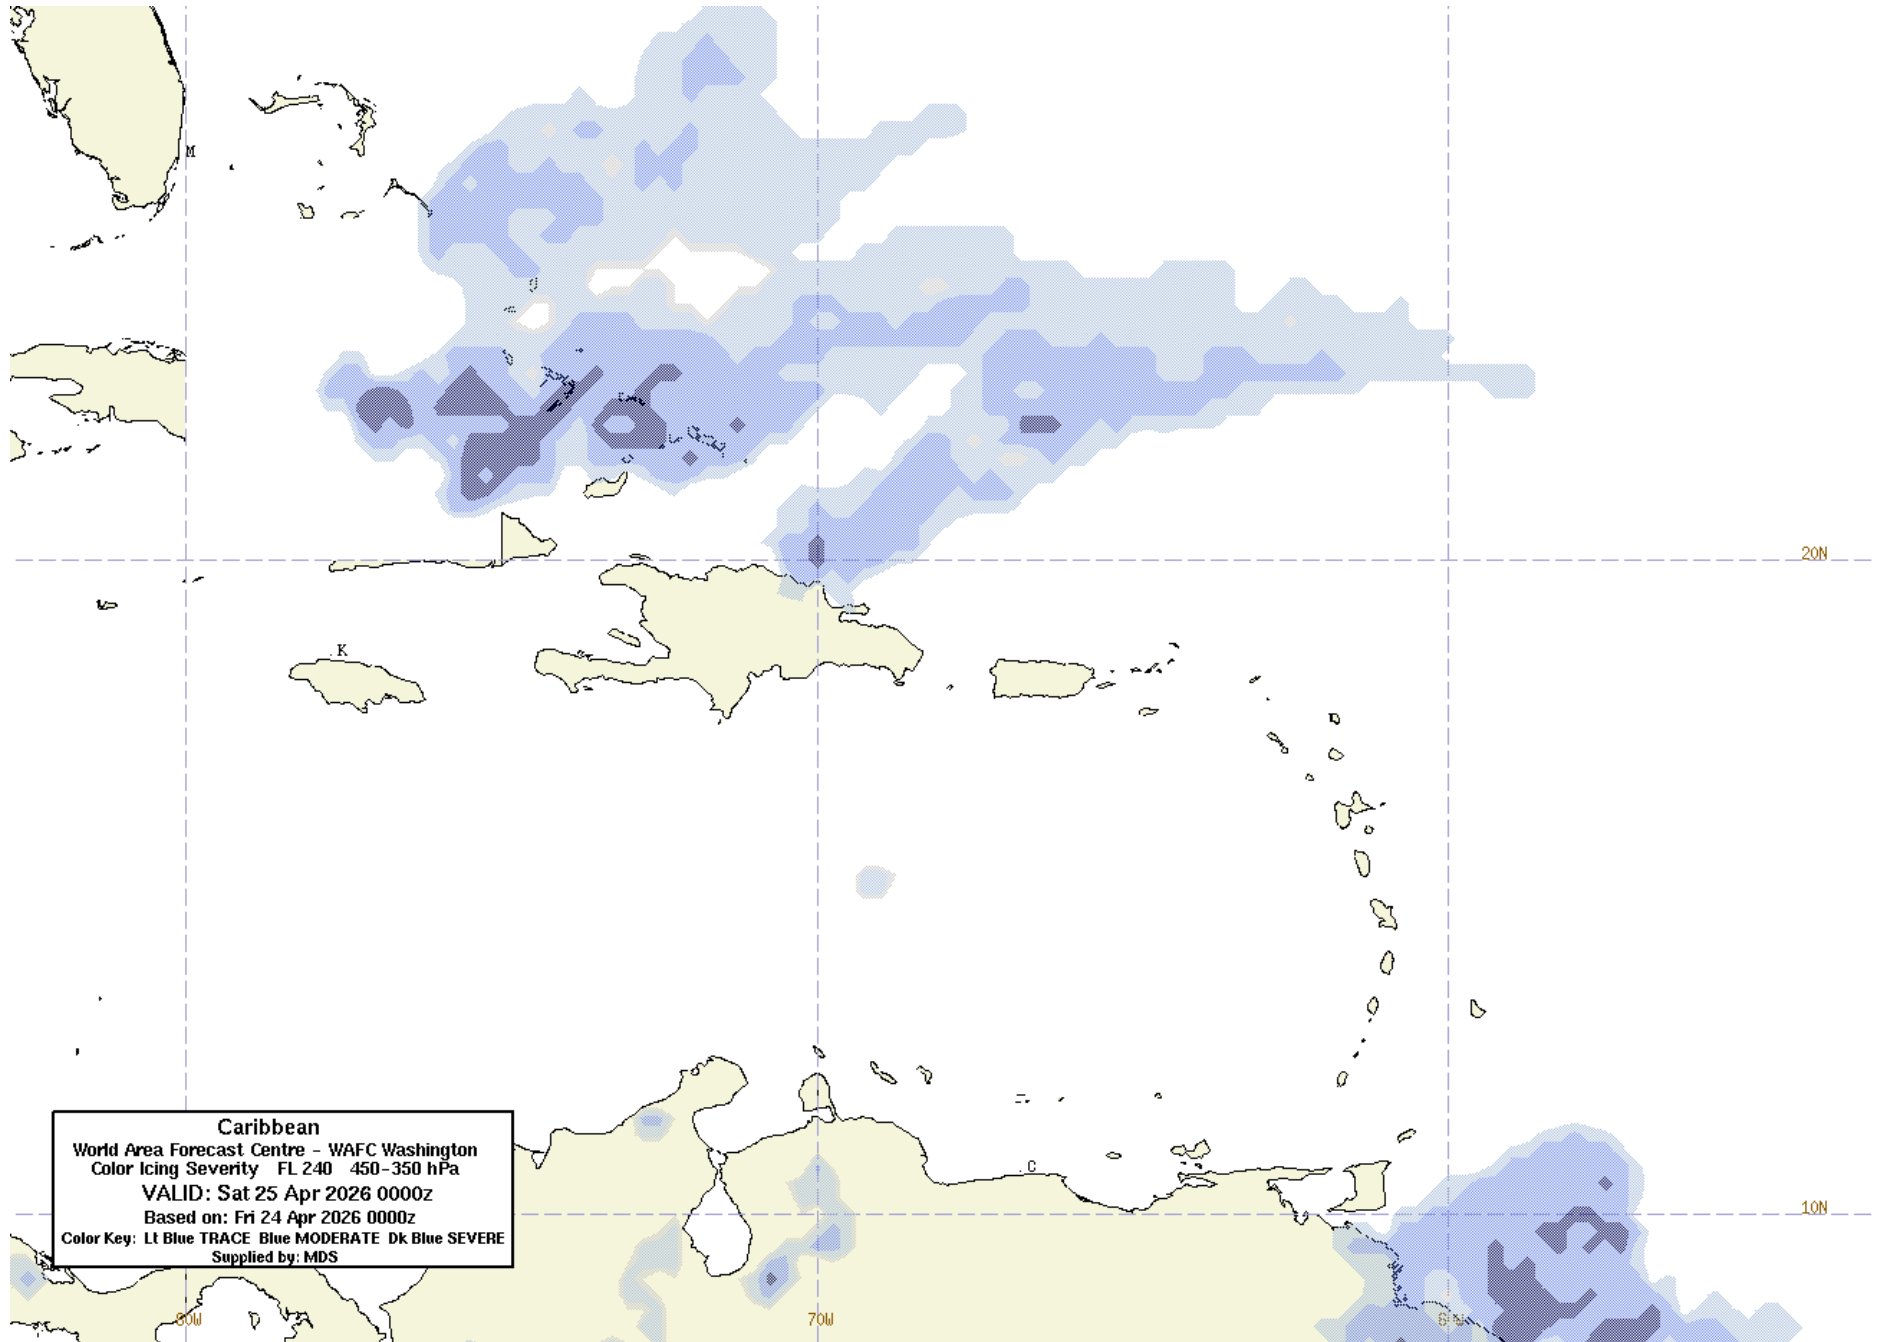 M
20N
K
C
10N
Caribbean
World Area Forecast Centre - WAFC Washington
Color Icing Severity FL 240 450-350 hPa
VALID: Sat 25 Apr 2026 0000z
Based on: Fri 24 Apr 2026 0000z
Color Key: Lt Blue TRACE Blue MODERATE Dk Blue SEVERE
Supplied by: MDS
80W
70W
60W